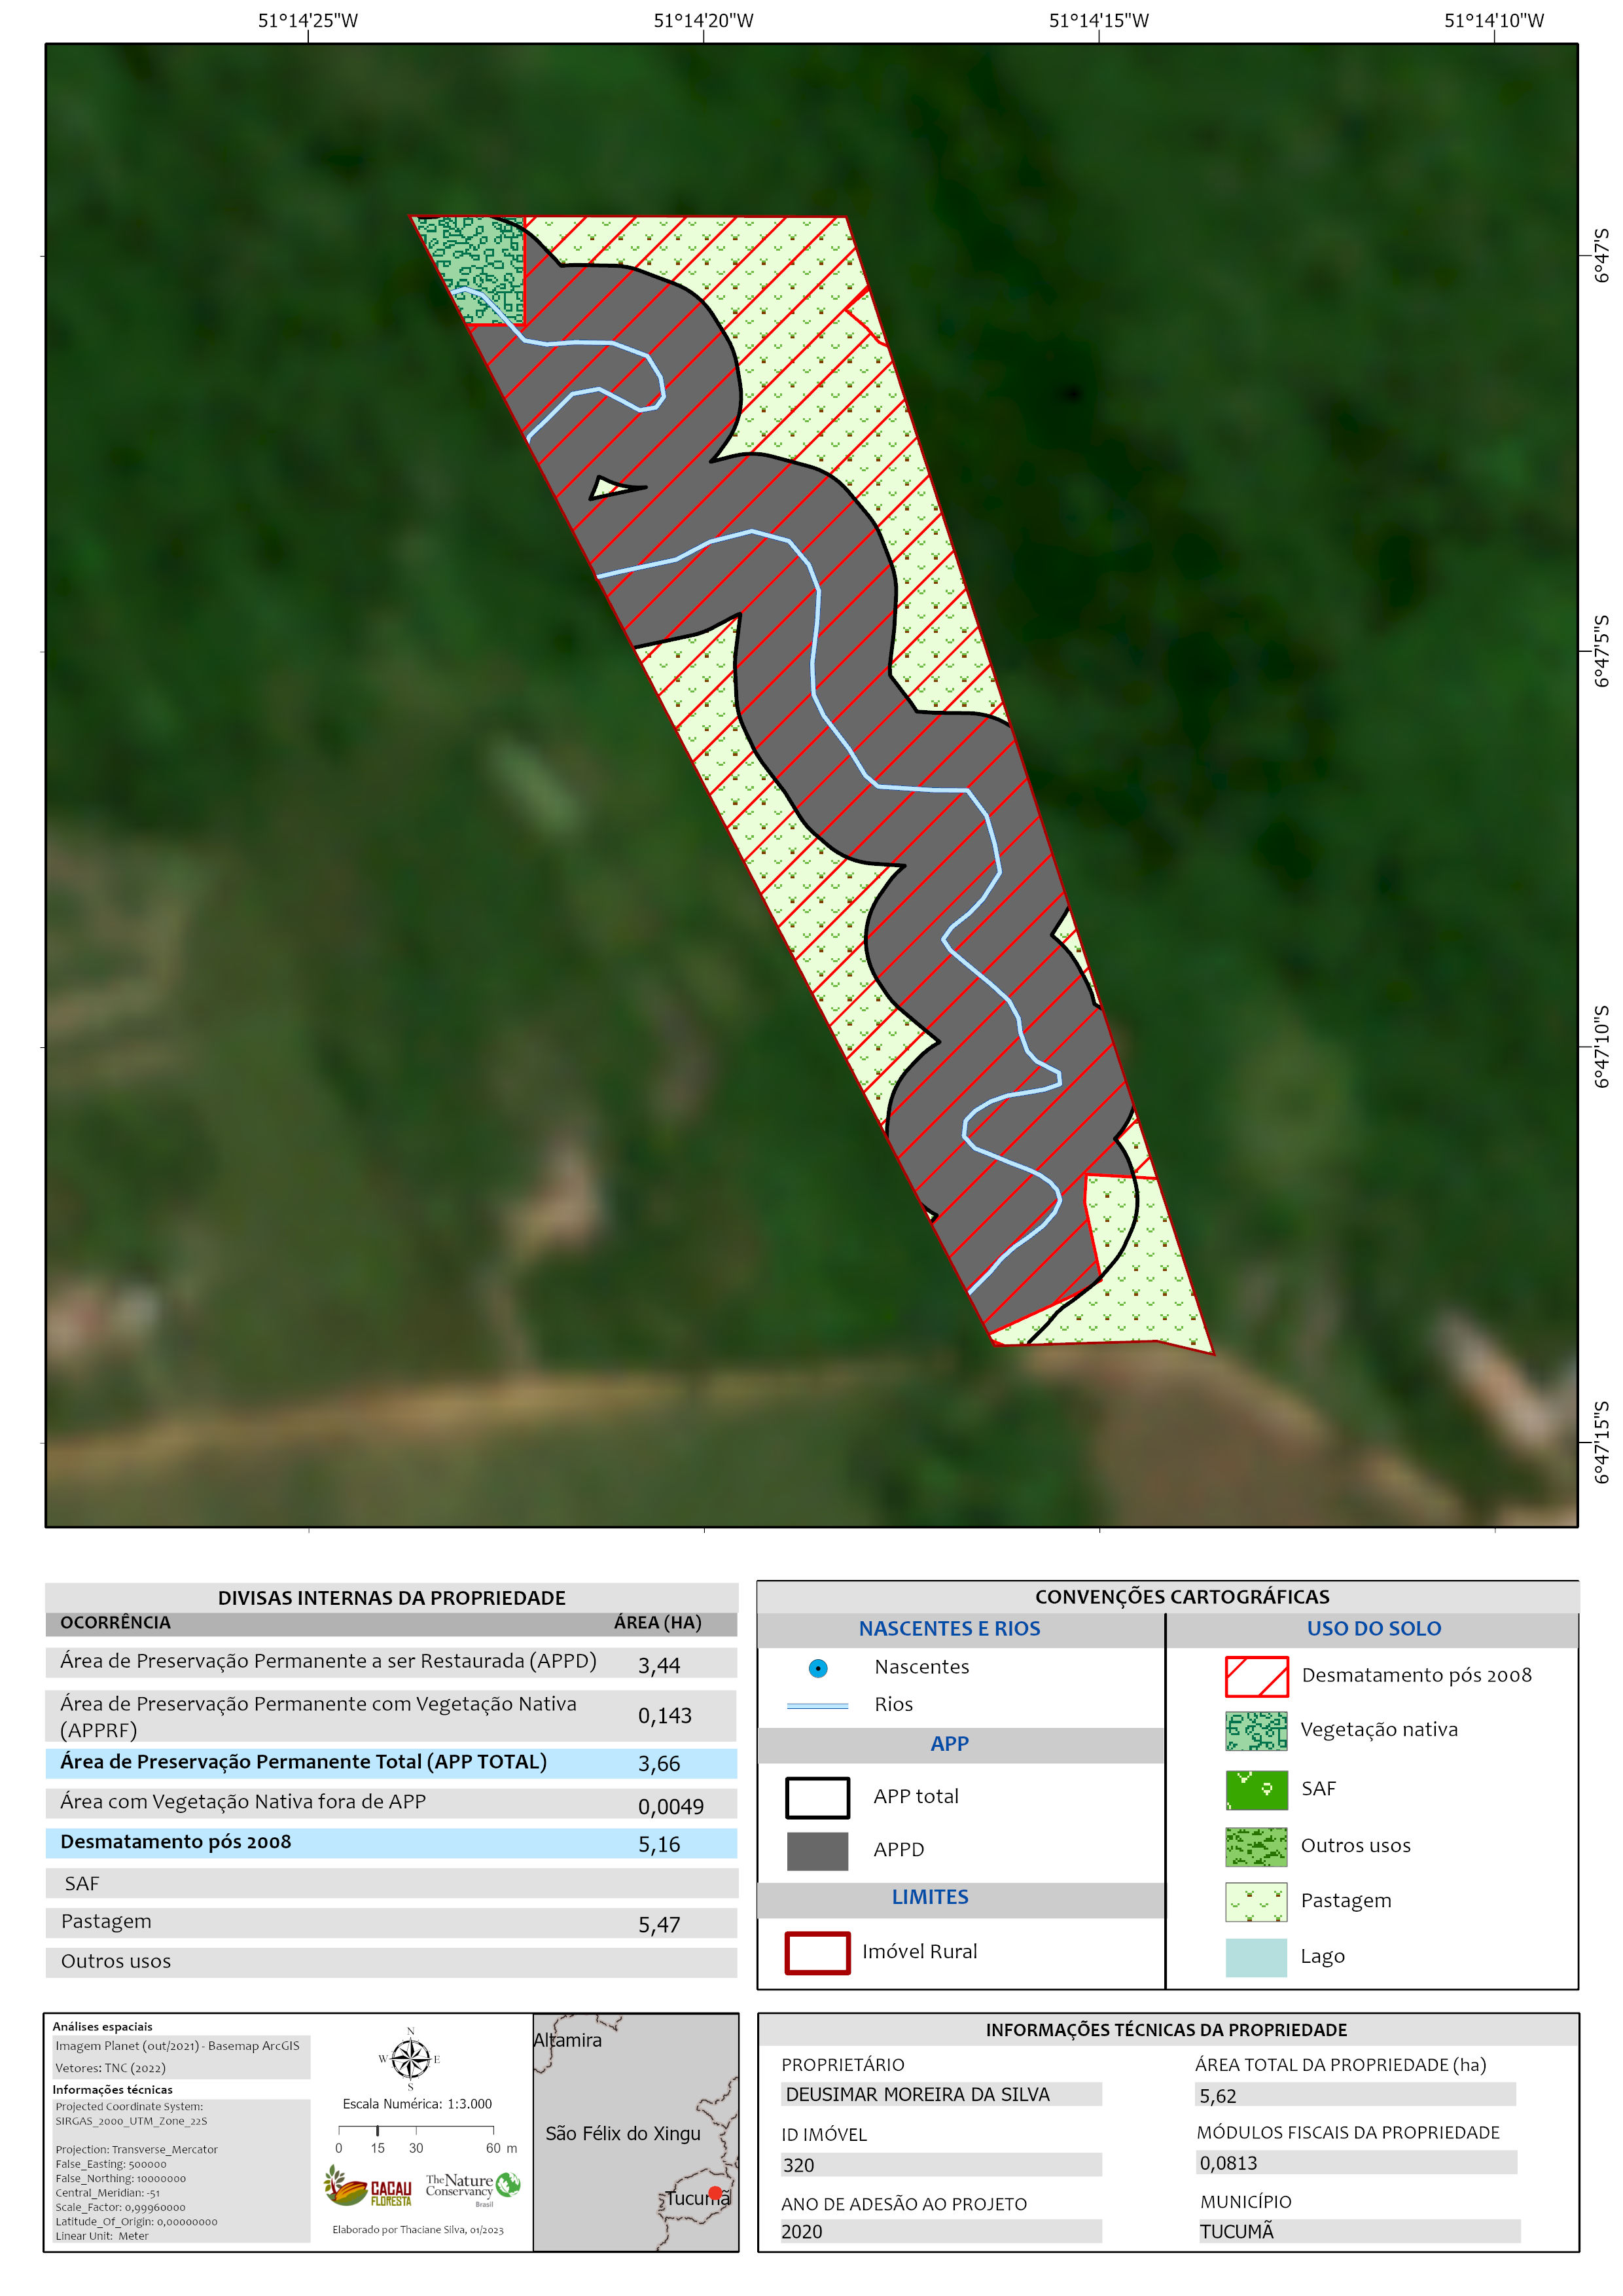 51°14'25"W 51°14'20"W 51°14'15"W 51°14'10"W
6°47'S
6°47'5"S
6°47'10"S
6°47'15"S
DIVISAS INTERNAS DA PROPRIEDADE
OCORRÊNCIA ÁREA (HA)
Área de Preservação Permanente a ser Restaurada (APPD) 3,44
Área de Preservação Permanente com Vegetação Nativa
(APPRF) 0,143
Área de Preservação Permanente Total (APP TOTAL) 3,66
Área com Vegetação Nativa fora de APP 0,0049
Desmatamento pós 2008 5,16
SAF
Pastagem 5,47
Outros usos
CONVENÇÕES CARTOGRÁFICAS
NASCENTES E RIOS
Nascentes
Rios
APP
APP total
APPD
LIMITES
Imóvel Rural
USO DO SOLO
Desmatamento pós 2008
Vegetação nativa
SAF
Outros usos
Pastagem
Lago
Análises espaciais
Imagem Planet (out/2021) - Basemap ArcGIS
Vetores: TNC (2022)
Informações técnicas
Projected Coordinate System:
SIRGAS_2000_UTM_Zone_22S
Projection: Transverse_Mercator
False_Easting: 500000
False_Northing: 10000000
Central_Meridian: -51
Scale_Factor: 0,99960000
Latitude_Of_Origin: 0,00000000
Linear Unit: Meter
N
W E
S
Escala Numérica: 1:3.000
0 15 30 60 m
CACAU
FLORESTA
The Nature
Conservancy
Brasil
Elaborado por Thaciane Silva, 01/2023
Altamira
São Félix do Xingu
Tucumã
INFORMAÇÕES TÉCNICAS DA PROPRIEDADE
PROPRIETÁRIO
DEUSIMAR MOREIRA DA SILVA
ID IMÓVEL
320
ANO DE ADESÃO AO PROJETO
2020
ÁREA TOTAL DA PROPRIEDADE (ha)
5,62
MÓDULOS FISCAIS DA PROPRIEDADE
0,0813
MUNICÍPIO
TUCUMÃ